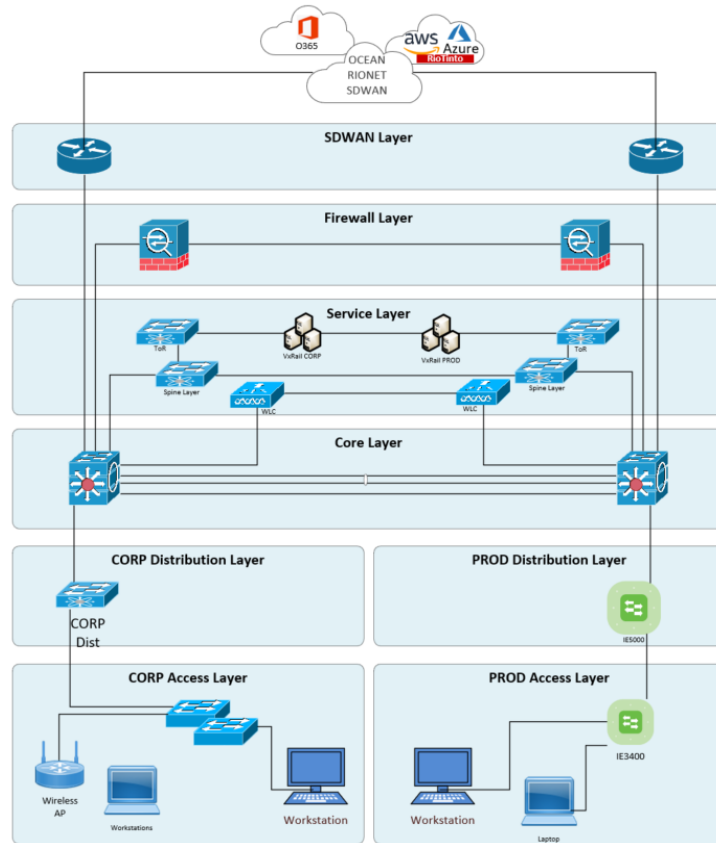 O365
aws
Azure
RioTinto
OCEAN
RIONET
SDWAN
SDWAN Layer
Firewall Layer
Service Layer
ToR
VxRail CORP
VxRail PROD
ToR
Spine Layer
Spine Layer
WLC
WLC
Core Layer
CORP Distribution Layer
PROD Distribution Layer
CORP
Dist
IE5000
CORP Access Layer
PROD Access Layer
IE3400
Wireless
AP
Workstations
Workstation
Workstation
Laptop